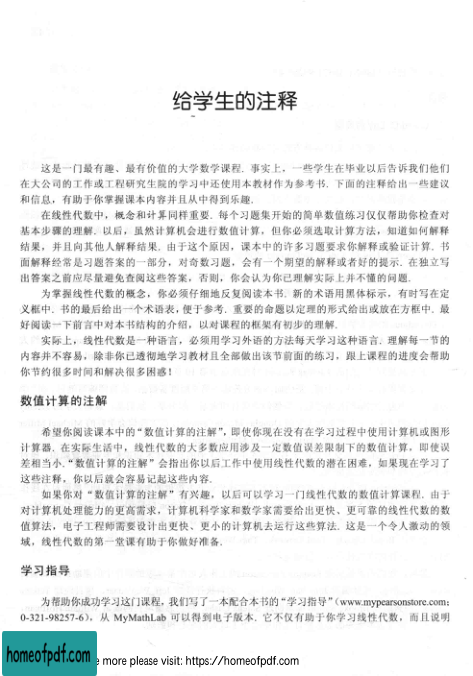 给学生的注释
这是一门最有趣、最有价值的大学数学课程. 事实上, 一些学生在毕业以后告诉我们他们
在大公司的工作或工程研究生院的学习中还使用本教材作为参考书. 下面的注释给出一些建议
和信息, 有助于你掌握课本内容并且从中得到乐趣.
在线性代数中, 概念和计算同样重要. 每个习题集开始的简单数值练习仅仅帮助你检查对
基本步骤的理解. 以后, 虽然计算机会进行数值计算, 但你必须选取计算方法, 知道如何解释
结果, 并且向其他人解释结果. 由于这个原因, 课本中的许多习题要求你解释或验证计算. 书
面解释经常是习题答案的一部分, 对奇数习题, 会有一个期望的解释或者好的提示. 在独立写
出答案之前应尽量避免查阅这些答案, 否则, 你会认为你已理解实际上并不懂的问题.
为掌握线性代数的概念, 你必须仔细地反复阅读本书. 新的术语用黑体标示, 有时写在定
义框中. 书的最后给出一个术语表, 便于参考. 重要的命题以定理的形式给出或放在方框中. 最
好阅读一下前言中对本书结构的介绍, 以对课程的框架有初步的理解.
实际上, 线性代数是一种语言, 必须用学习外语的方法每天学习这种语言. 理解每一节的
内容并不容易, 除非你已透彻地学习教材且全部做出该节前面的练习, 跟上课程的进度会帮助
你节约很多时间和解决很多困惑!
数值计算的注解
希望你阅读课本中的“数值计算的注解”, 即使你现在没有在学习过程中使用计算机或图形
计算器. 在实际生活中, 线性代数的大多数应用涉及一定数值误差限制下的数值计算, 即使误
差相当小. “数值计算的注解”会指出你以后工作中使用线性代数的潜在困难, 如果现在学习了
这些注释, 你以后就会容易记起这些内容.
如果你对“数值计算的注解”有兴趣, 以后可以学习一门线性代数的数值计算课程. 由于
对计算机处理能力的更高需求, 计算机科学家和数学家需要给出更快、更可靠的线性代数的数
值算法, 电子工程师需要设计出更快、更小的计算机去运行这些算法. 这是一个令人激动的领
域, 线性代数的第一堂课有助于你做好准备.
学习指导
为帮助你成功学习这门课程, 我们写了一本配合本书的“学习指导”(www.mypearsonstore.com;
0-321-98257-6), 从 MyMathLab 可以得到电子版本. 它不仅有助于你学习线性代数, 而且说明
homeofpdf.com
e more please visit: https://homeofpdf.com